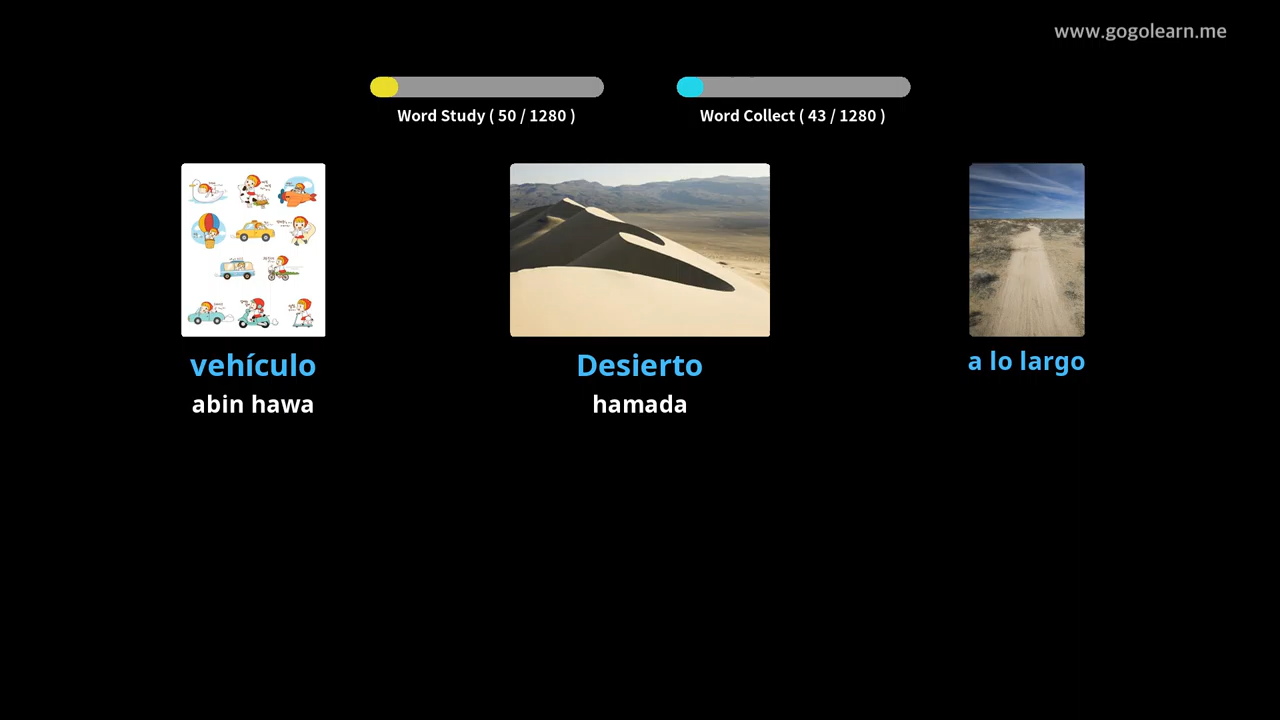 www.gogolearn.me
Word Study ( 50 / 1280 )
Word Collect ( 43 / 1280 )
vehículo
abin hawa
Desierto
hamada
a lo largo